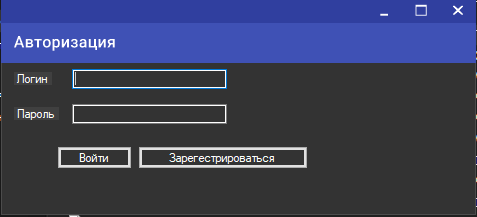 Авторизация
Логин
Пароль
Войти Зарегестрироваться